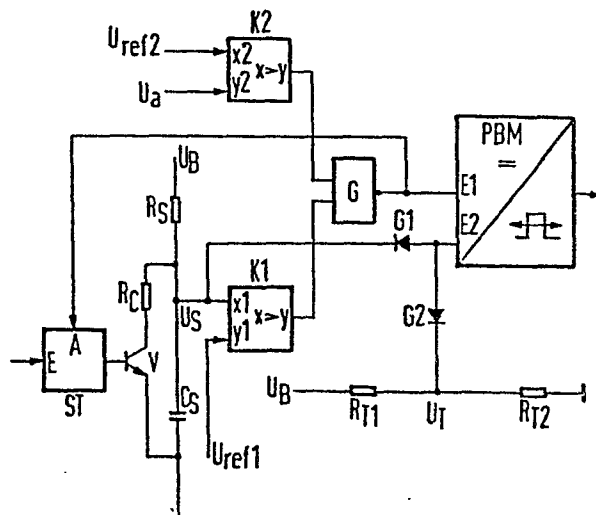 K2
Uref2
x2
x>y
y2
Ua
UB
PBM
=
G
E1
E2
RS
G1
K1
RC
US
x1
x>y
y1
G2
A
E
V
ST
CS
UB
RT1
UT
RT2
Uref1